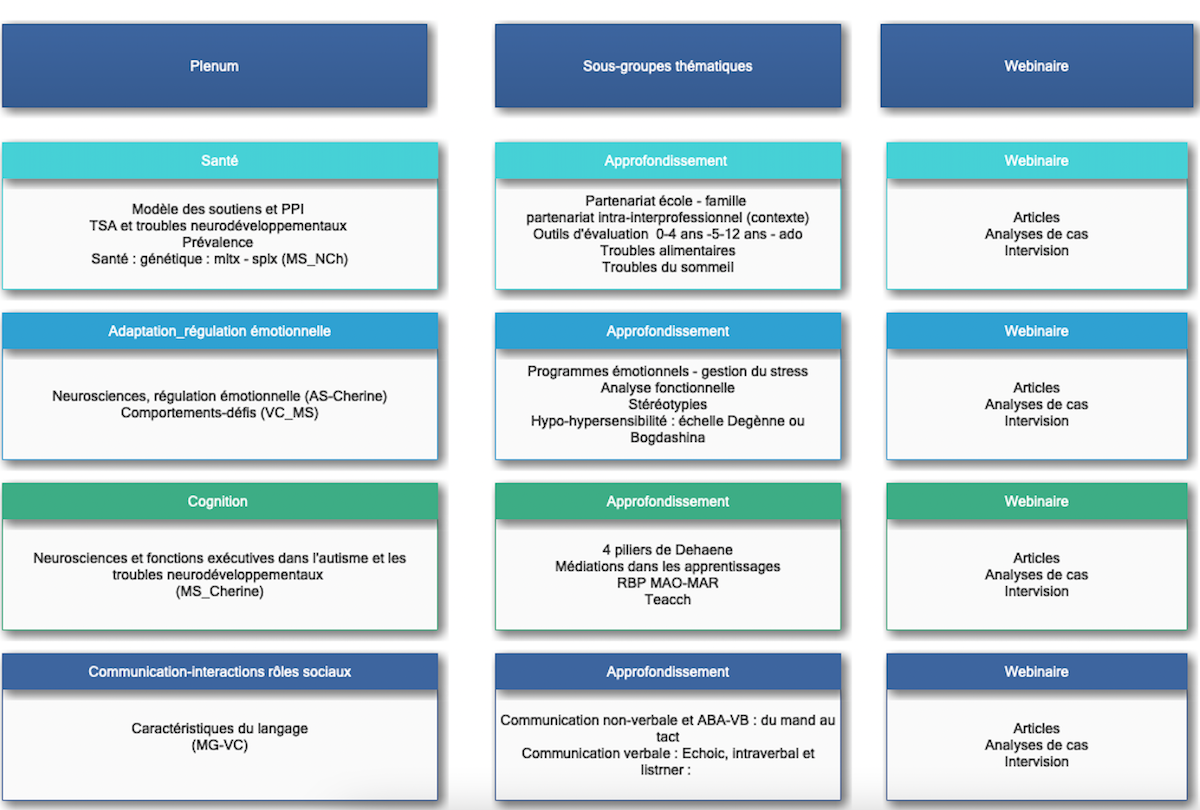 Plenum
Sous-groupes thématiques
Webinaire
Santé
Modèle des soutiens et PPI
TSA et troubles neurodéveloppementaux
Prévalence
Santé : génétique : mltx - splx (MS_NCh)
Approfondissement
Partenariat école - famille
partenariat intra-interprofessionnel (contexte)
Outils d'évaluation 0-4 ans -5-12 ans - ado
Troubles alimentaires
Troubles du sommeil
Webinaire
Articles
Analyses de cas
Intervision
Adaptation_régulation émotionnelle
Neurosciences, régulation émotionnelle (AS-Cherine)
Comportements-défis (VC_MS)
Approfondissement
Programmes émotionnels - gestion du stress
Analyse fonctionnelle
Stéréotypies
Hypo-hypersensibilité : échelle Degènne ou
Bogdashina
Webinaire
Articles
Analyses de cas
Intervision
Cognition
Neurosciences et fonctions exécutives dans l'autisme et les
troubles neurodéveloppementaux
(MS_Cherine)
Approfondissement
4 piliers de Dehaene
Médiations dans les apprentissages
RBP MAO-MAR
Teacch
Webinaire
Articles
Analyses de cas
Intervision
Communication-interactions rôles sociaux
Caractéristiques du langage
(MG-VC)
Approfondissement
Communication non-verbale et ABA-VB : du mand au
tact
Communication verbale : Echoic, intraverbal et
listrner :
Webinaire
Articles
Analyses de cas
Intervision